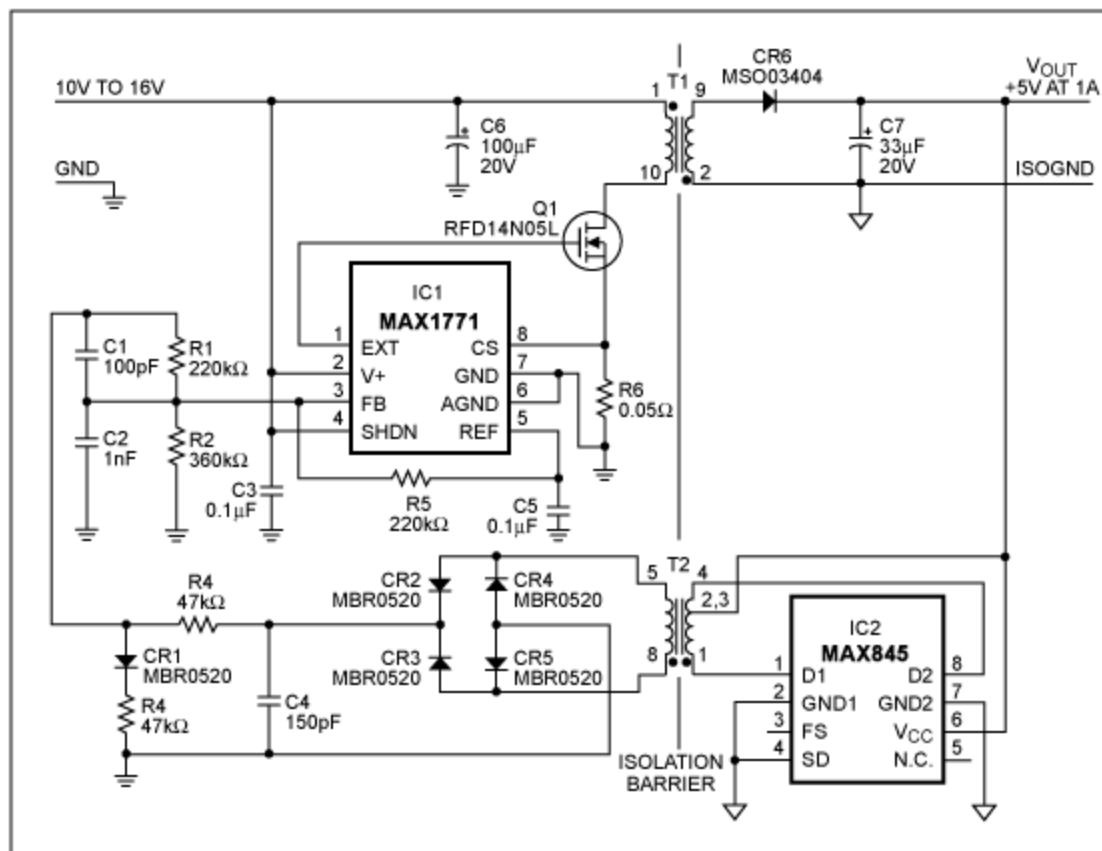 10V TO 16V
GND
C6
100μF
20V
T1
1
9
10
2
CR6
MSO03404
VOUT
+5V AT 1A
C7
33μF
20V
ISOGND
Q1
RFD14N05L
IC1
MAX1771
1
EXT
2
V+
3
FB
4
SHDN
8
CS
7
GND
6
AGND
5
REF
C1
100pF
R1
220kΩ
C2
1nF
R2
360kΩ
C3
0.1μF
R5
220kΩ
C5
0.1μF
R6
0.05Ω
R4
47kΩ
CR1
MBR0520
R4
47kΩ
C4
150pF
CR2
MBR0520
CR4
MBR0520
CR3
MBR0520
CR5
MBR0520
T2
5
4
2,3
8
1
ISOLATION
BARRIER
IC2
MAX845
1
D1
2
GND1
3
FS
4
SD
8
D2
7
GND2
6
VCC
5
N.C.